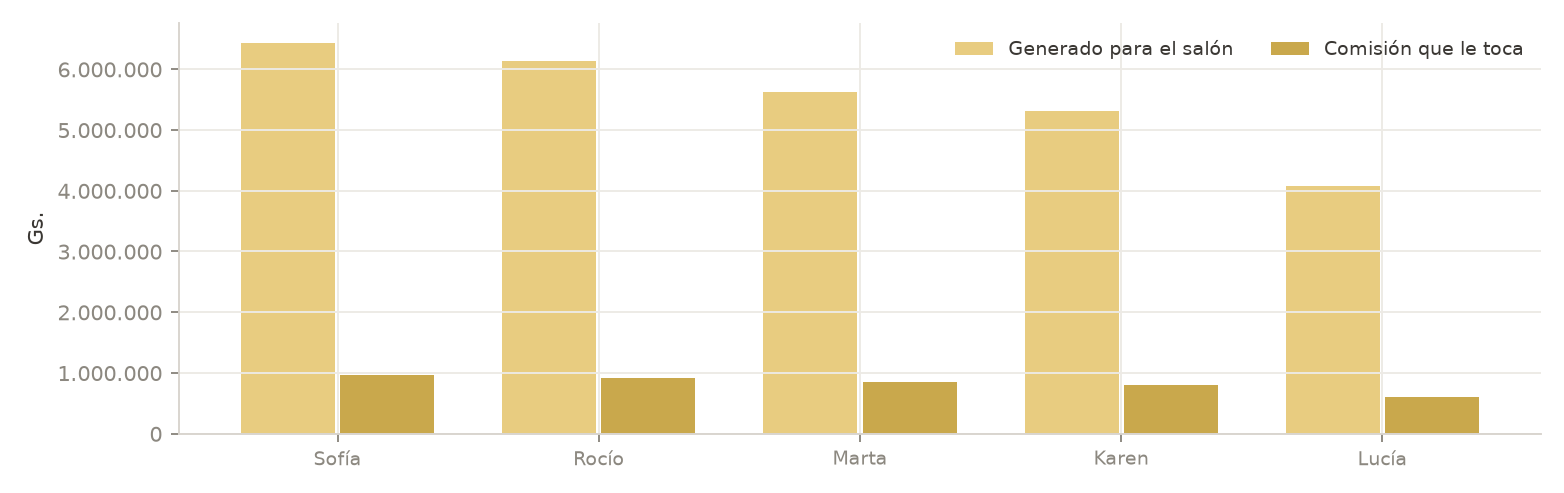 Generado para el salón
Comisión que le toca
6.000.000
5.000.000
4.000.000
3.000.000
2.000.000
1.000.000
0
Gs.
Sofía
Rocío
Marta
Karen
Lucía